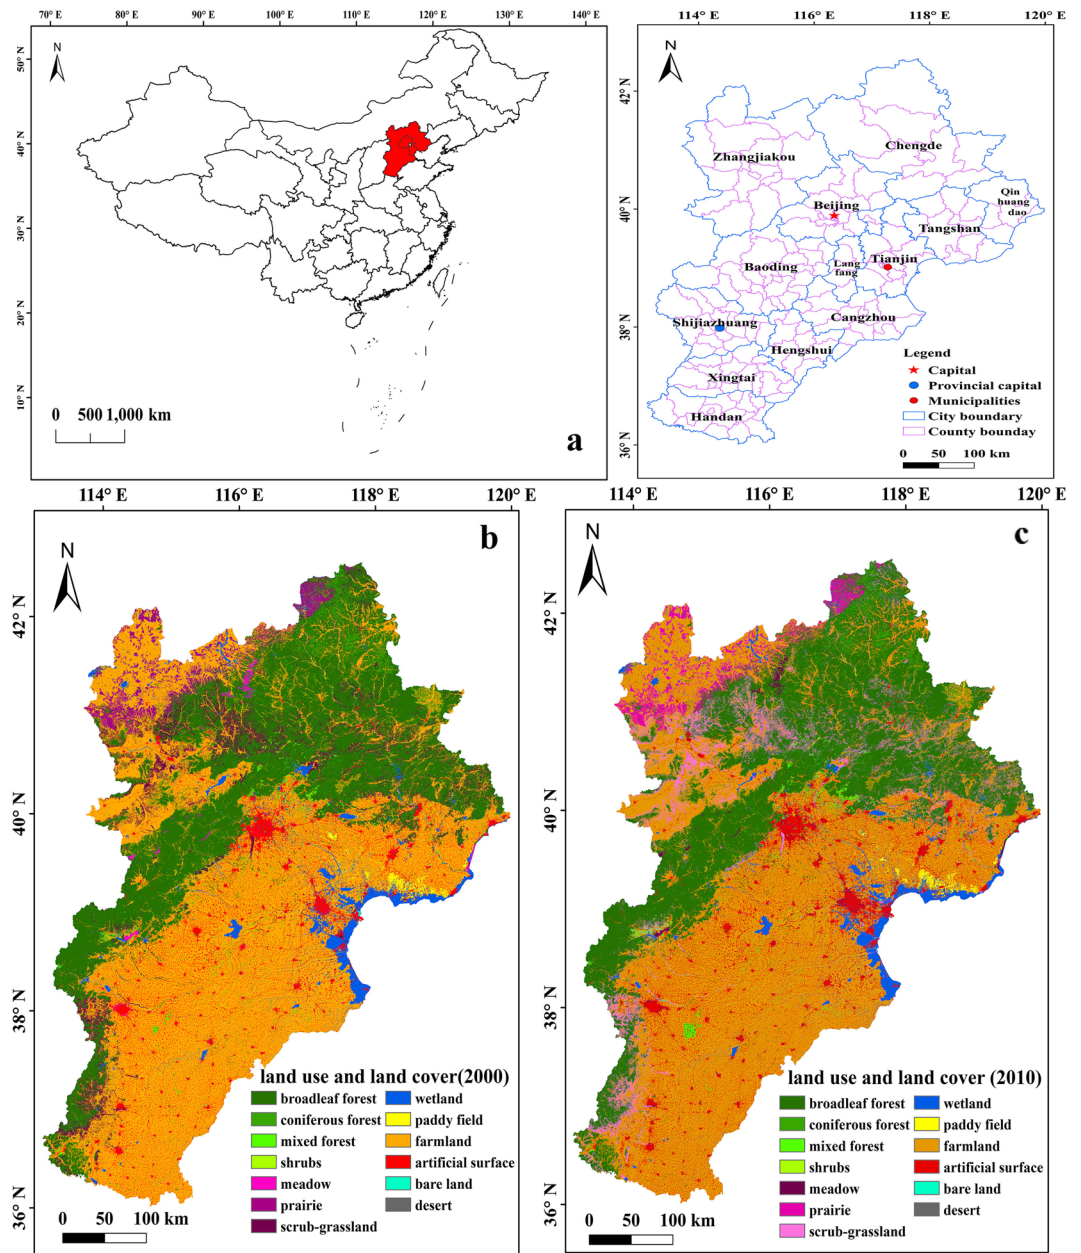 70° E 80° E 90° E 100° E 110° E 120° E 130° E 140° E
114° E 116° E 118° E 120° E
N
50° N
40° N
30° N
20° N
10° N
0 500 1,000 km
a
N
42° N
40° N
38° N
36° N
Chengde
Zhangjiakou
Qin
huang
dao
Beijing
Tangshan
Tianjin
Lang
fang
Baoding
Cangzhou
Shijiazhuang
Hengshui
Xingtai
Handan
Legend
Capital
Provincial capital
Municipalities
City boundary
County bounday
0 50 100 km
114° E 116° E 118° E 120° E
b
N
42° N
40° N
38° N
36° N
land use and land cover(2000)
broadleaf forest
coniferous forest
mixed forest
shrubs
meadow
prairie
scrub-grassland
wetland
paddy field
farmland
artificial surface
bare land
desert
0 50 100 km
114° E 116° E 118° E 120° E
c
N
42° N
40° N
38° N
36° N
land use and land cover (2010)
broadleaf forest
coniferous forest
mixed forest
shrubs
meadow
prairie
scrub-grassland
wetland
paddy field
farmland
artificial surface
bare land
desert
0 50 100 km